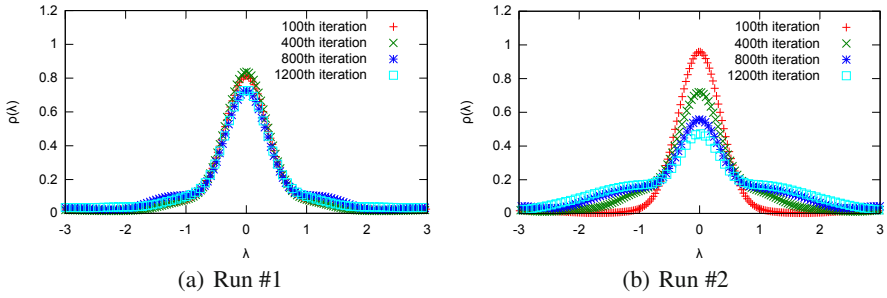 1.2
1
0.8
0.6
0.4
0.2
0
ρ(λ)
-3 -2 -1 0 1 2 3
λ
100th iteration
400th iteration
800th iteration
1200th iteration
(a) Run #1
1.2
1
0.8
0.6
0.4
0.2
0
ρ(λ)
-3 -2 -1 0 1 2 3
λ
100th iteration
400th iteration
800th iteration
1200th iteration
(b) Run #2